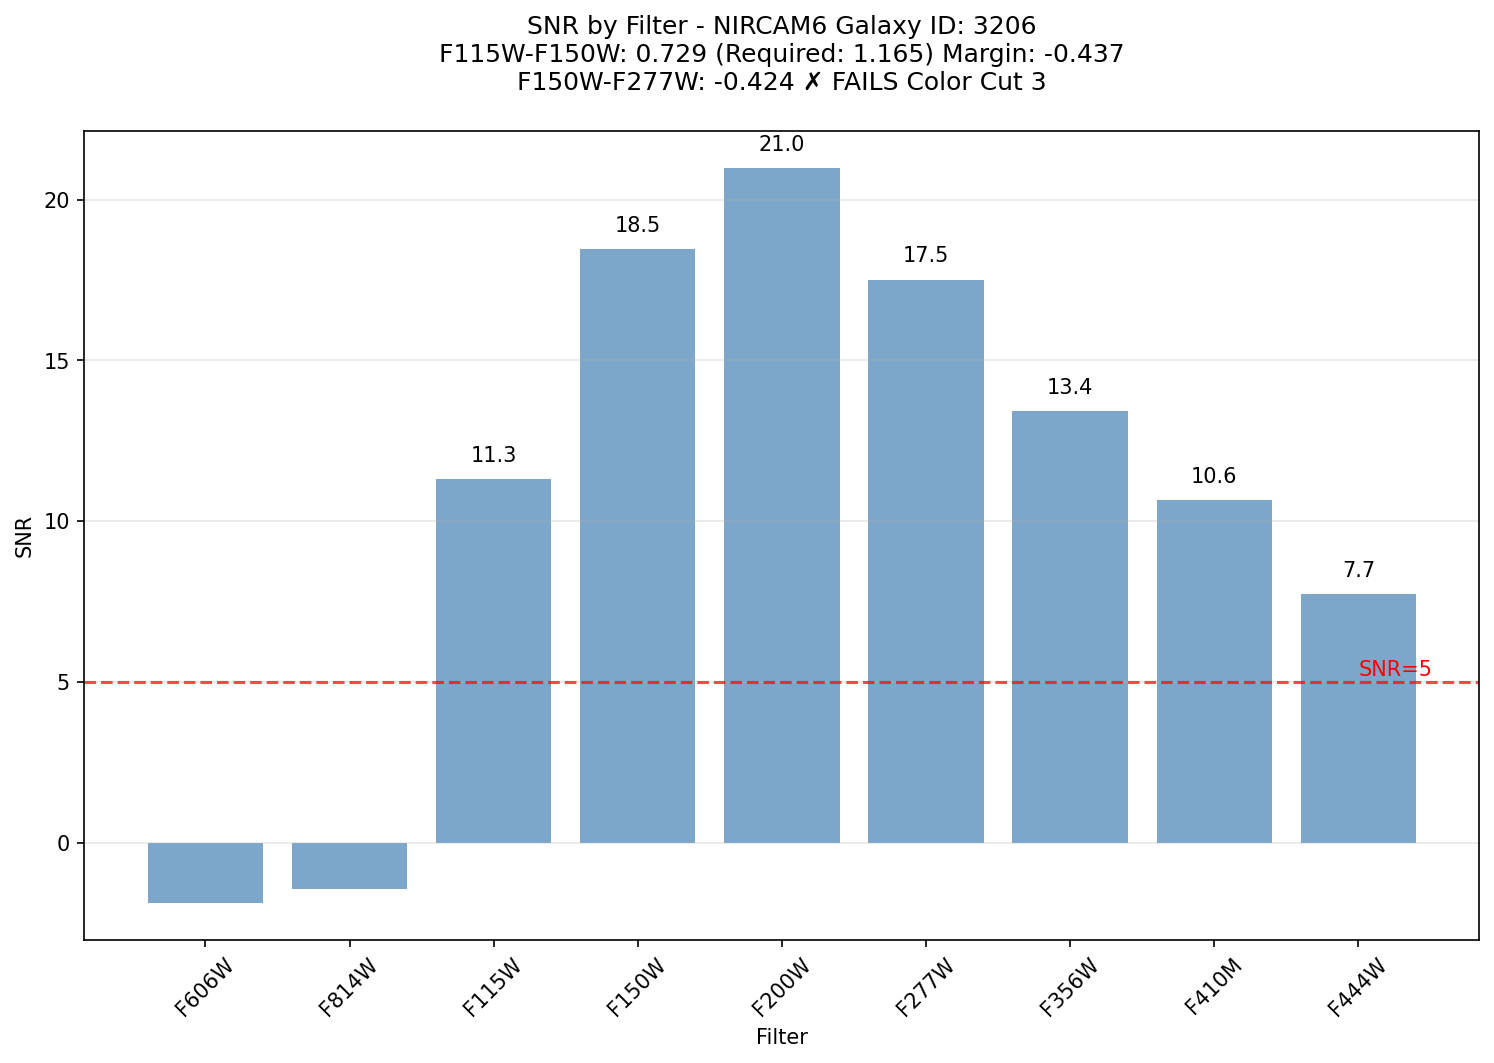 SNR by Filter - NIRCAM6 Galaxy ID: 3206
F115W-F150W: 0.729 (Required: 1.165) Margin: -0.437
F150W-F277W: -0.424 ✗ FAILS Color Cut 3
21.0
20
18.5
17.5
15
13.4
11.3
10.6
10
7.7
SNR=5
5
0
SNR
F606W
F814W
F115W
F150W
F200W
F277W
F356W
F410M
F444W
Filter